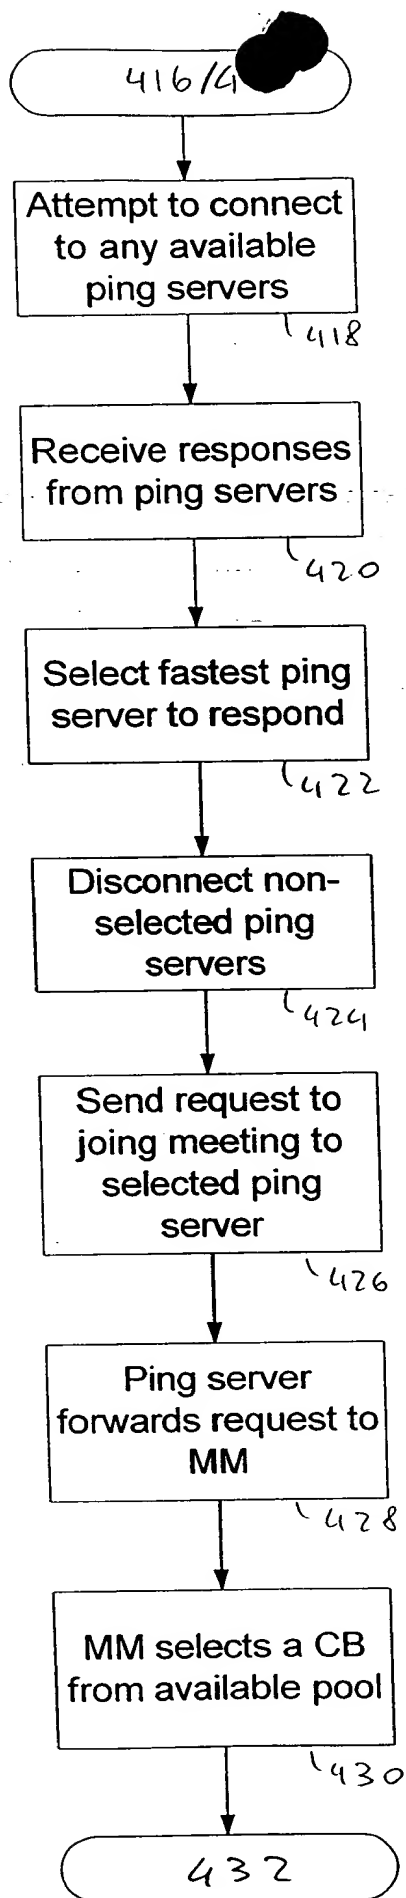 416/4
Attempt to connect
to any available
ping servers
418
Receive responses
from ping servers
420
Select fastest ping
server to respond
422
Disconnect non-
selected ping
servers
424
Send request to
joing meeting to
selected ping
server
426
Ping server
forwards request to
MM
428
MM selects a CB
from available pool
430
432